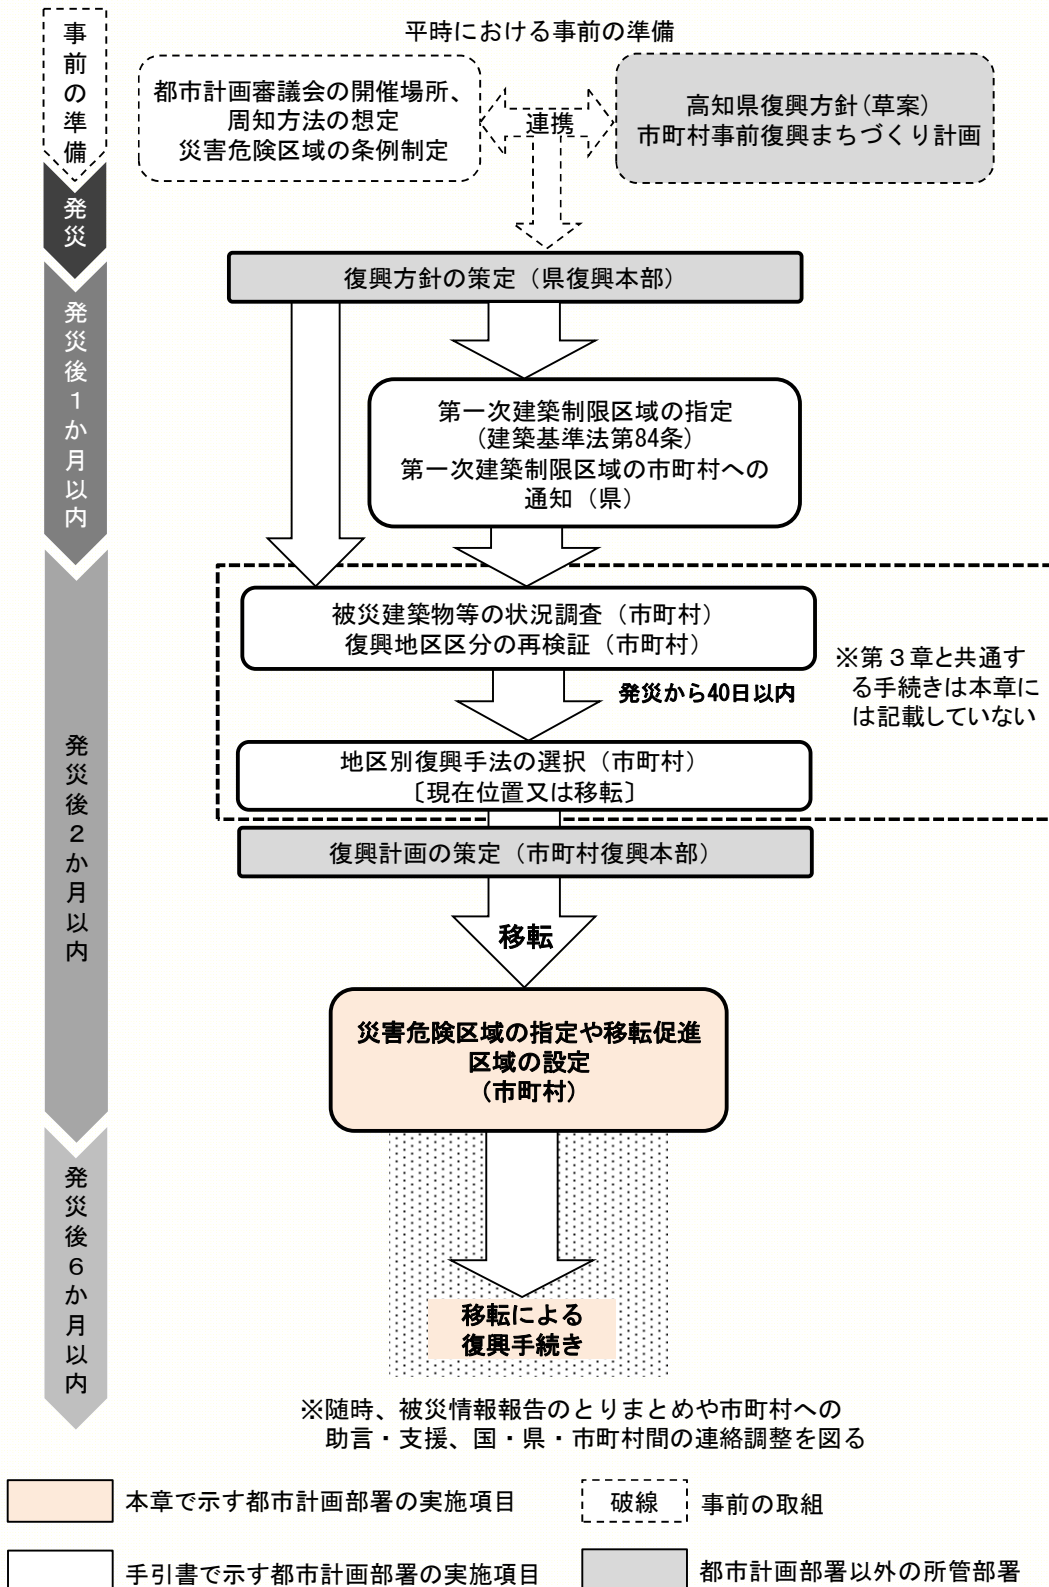 平時における事前の準備
事前の準備
都市計画審議会の開催場所、
周知方法の想定
災害危険区域の条例制定
連携
高知県復興方針(草案)
市町村事前復興まちづくり計画
発災
復興方針の策定(県復興本部)
発災後1か月以内
第一次建築制限区域の指定
(建築基準法第84条)
第一次建築制限区域の市町村への
通知(県)
発災後2か月以内
被災建築物等の状況調査(市町村)
復興地区区分の再検証(市町村)
※第3章と共通す
る手続きは本章に
は記載していない
発災から40日以内
地区別復興手法の選択(市町村)
〔現在位置又は移転〕
復興計画の策定(市町村復興本部)
移転
災害危険区域の指定や移転促進
区域の設定
(市町村)
発災後6か月以内
移転による
復興手続き
※随時、被災情報報告のとりまとめや市町村への
助言・支援、国・県・市町村間の連絡調整を図る
本章で示す都市計画部署の実施項目
破線
事前の取組
手引書で示す都市計画部署の実施項目
都市計画部署以外の所管部署